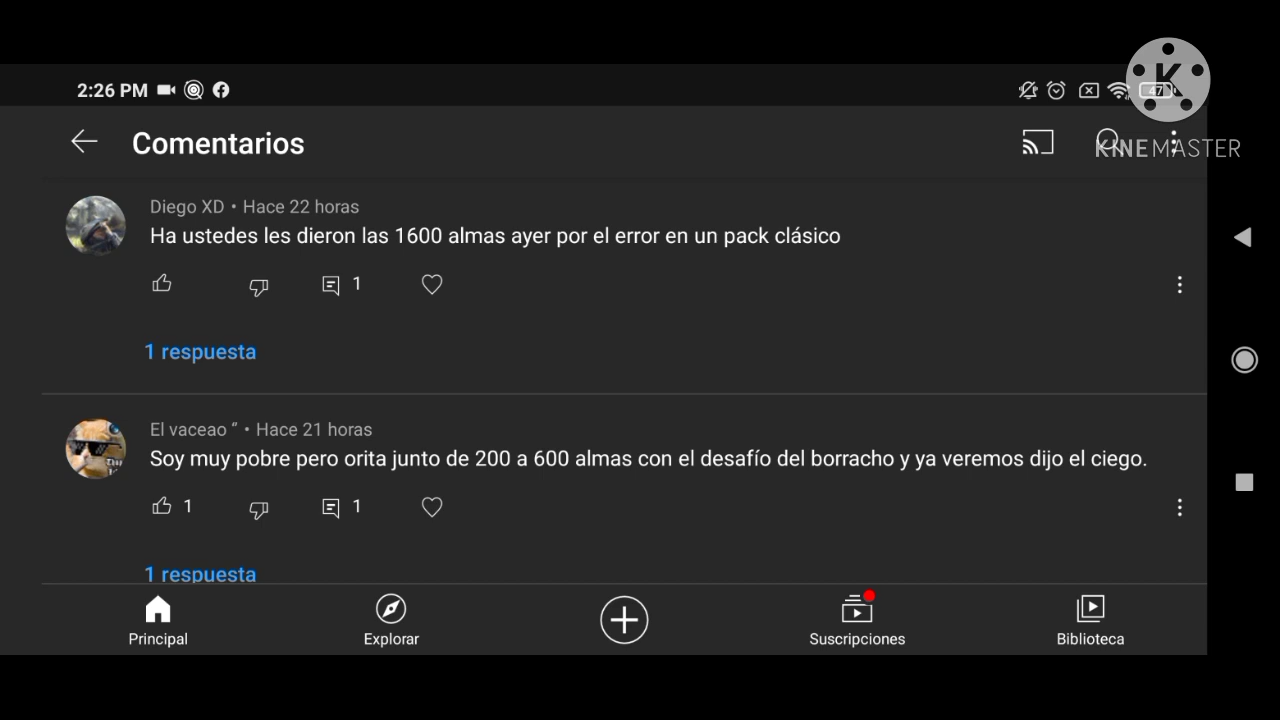 2:26 PM
47
KINEMASTER
Comentarios
Diego XD • Hace 22 horas
Ha ustedes les dieron las 1600 almas ayer por el error en un pack clásico
1
1 respuesta
El vaceao “ • Hace 21 horas
Soy muy pobre pero orita junto de 200 a 600 almas con el desafío del borracho y ya veremos dijo el ciego.
1 1
1 respuesta
Principal Explorar Suscripciones Biblioteca